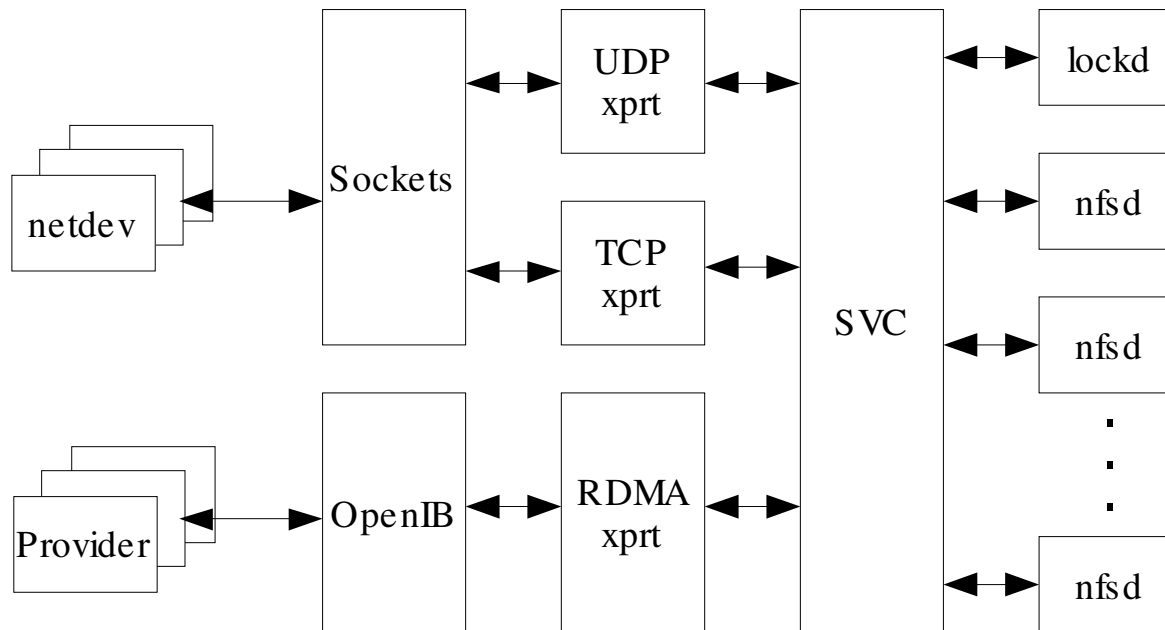 UDP
xprt
lockd
Sockets
netdev
nfsd
TCP
xprt
SVC
nfsd
OpenIB
RDMA
xprt
Provider
nfsd